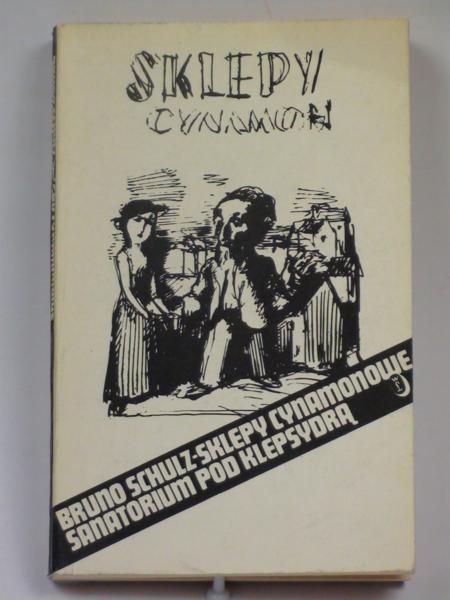 SKLEPY
CYNAMON
BRUNO SCHULZ-SKLEPY CYNAMONOWE
SANATORIUM POD KLEPSYDRĄ